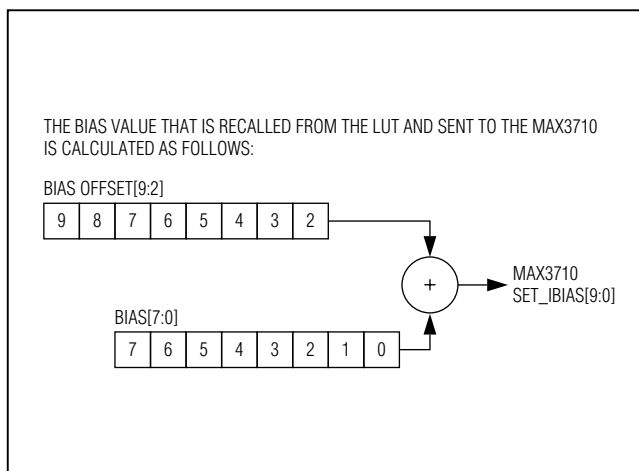 THE BIAS VALUE THAT IS RECALLED FROM THE LUT AND SENT TO THE MAX3710
IS CALCULATED AS FOLLOWS:
BIAS OFFSET[9:2]
9 8 7 6 5 4 3 2
+
MAX3710
SET_IBIAS[9:0]
BIAS[7:0]
7 6 5 4 3 2 1 0